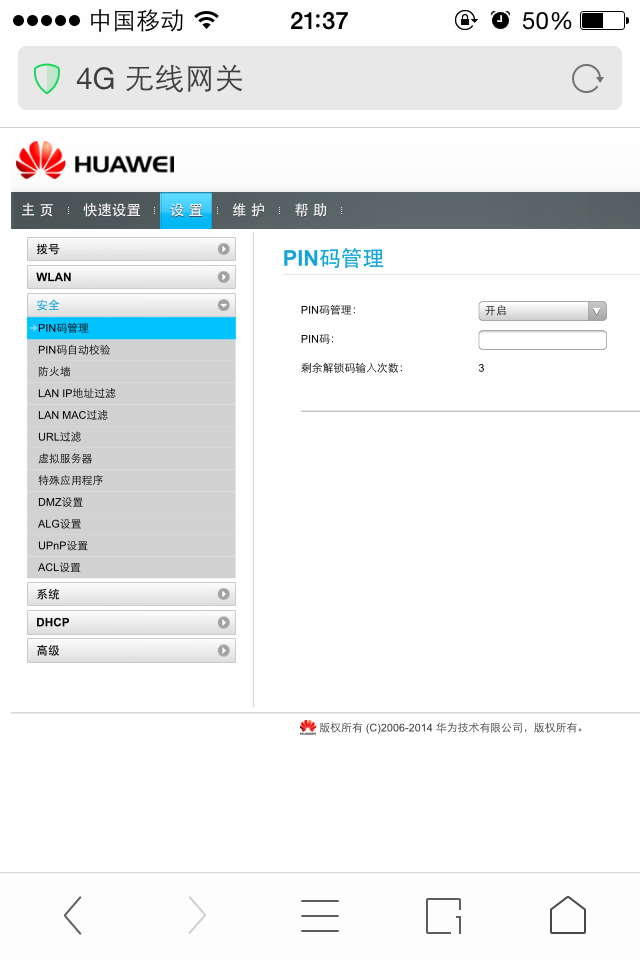 中国移动 21:37 50%
4G 无线网关
HUAWEI
主 页 快速设置 设 置 维 护 帮 助
拨号
WLAN
安全
PIN码管理
PIN码自动校验
防火墙
LAN IP地址过滤
LAN MAC过滤
URL过滤
虚拟服务器
特殊应用程序
DMZ设置
ALG设置
UPnP设置
ACL设置
系统
DHCP
高级
PIN码管理
PIN码管理: 开启
PIN码:
剩余解锁码输入次数: 3
HUAWEI 版权所有 (C)2006-2014 华为技术有限公司，版权所有。
1